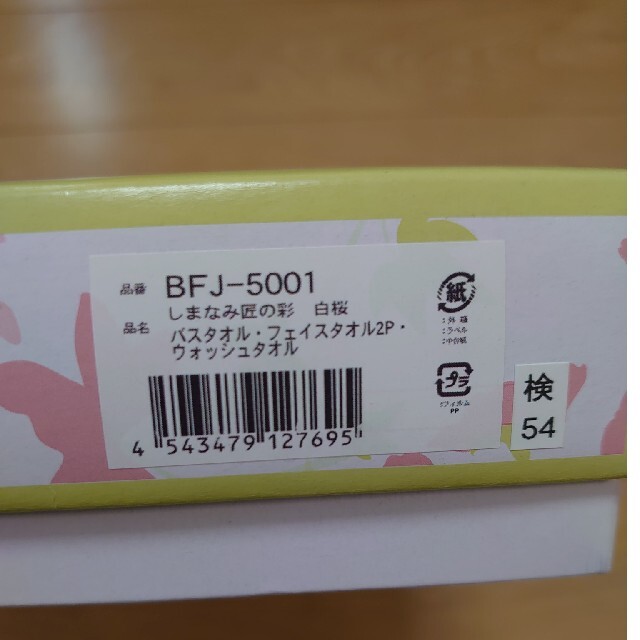 品番 BFJ-5001
しまなみ匠の彩 白桜
品名 バスタオル・フェイスタオル2P・
ウォッシュタオル
4 543479 127695
紙
:外箱
:ラベル
:中台紙
プラ
:フィルム
PP
検
54